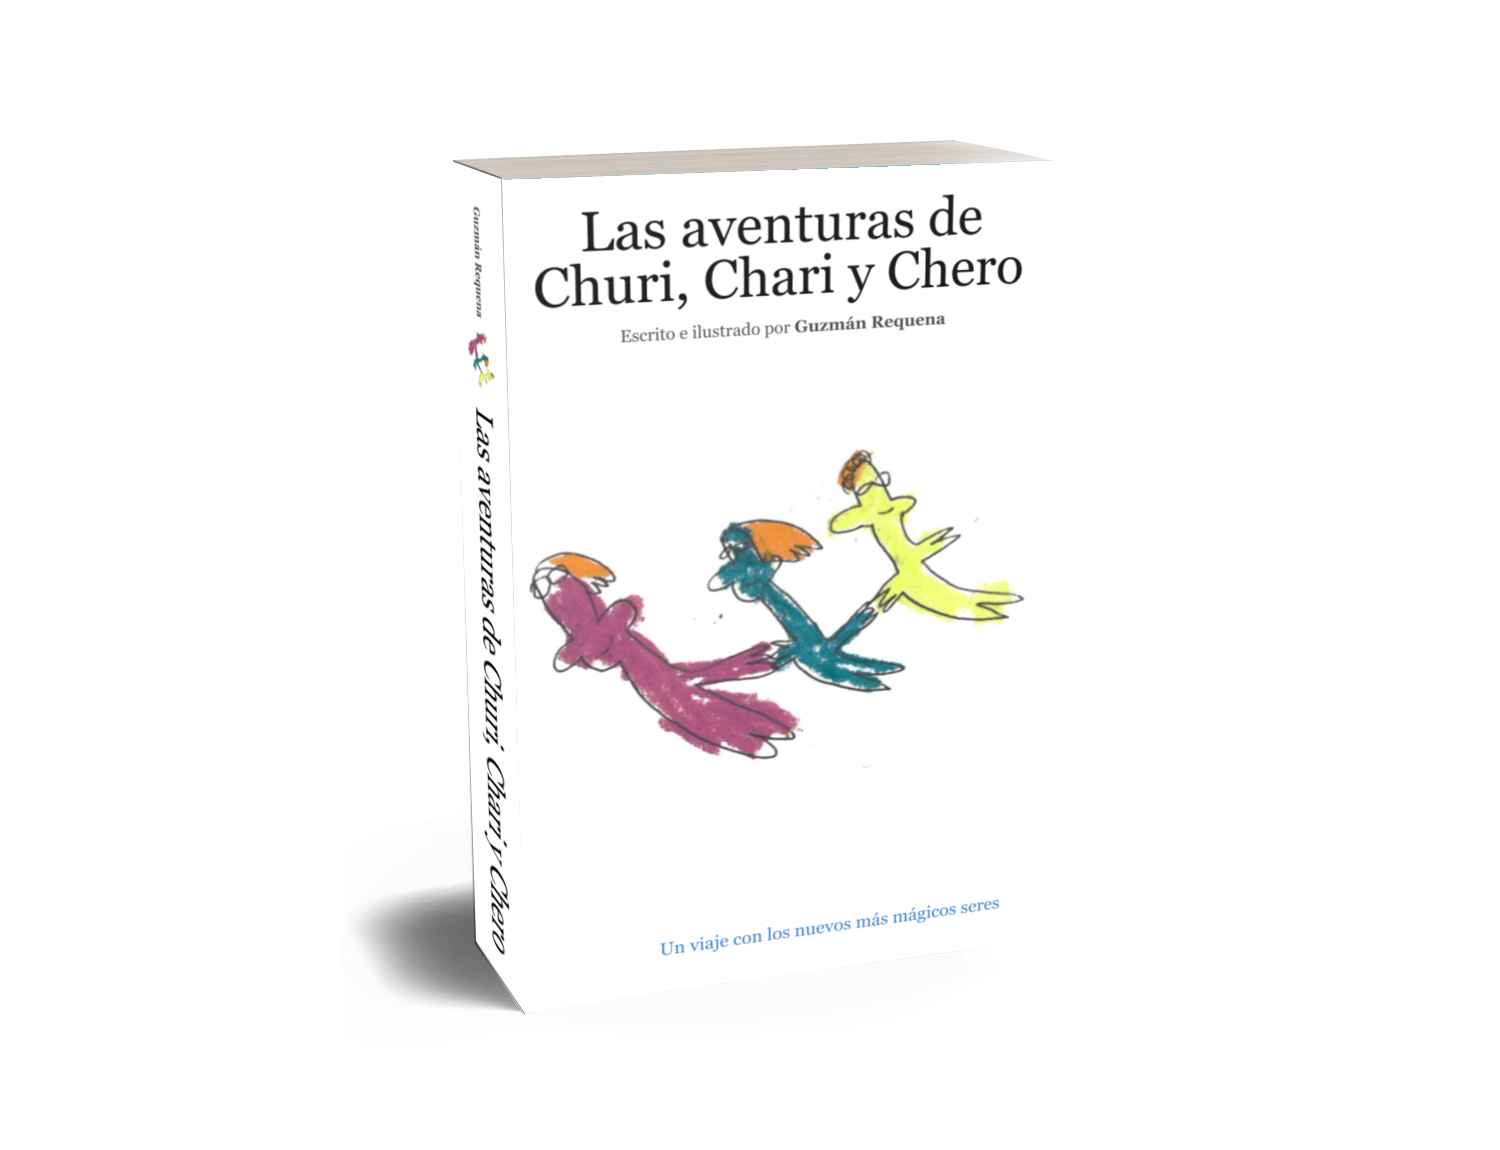 Las aventuras de
Churi, Chari y Chero
Escrito e ilustrado por Guzmán Requena
Un viaje con los nuevos más mágicos seres
Guzmán Requena
Las aventuras de Churi, Chari y Chero